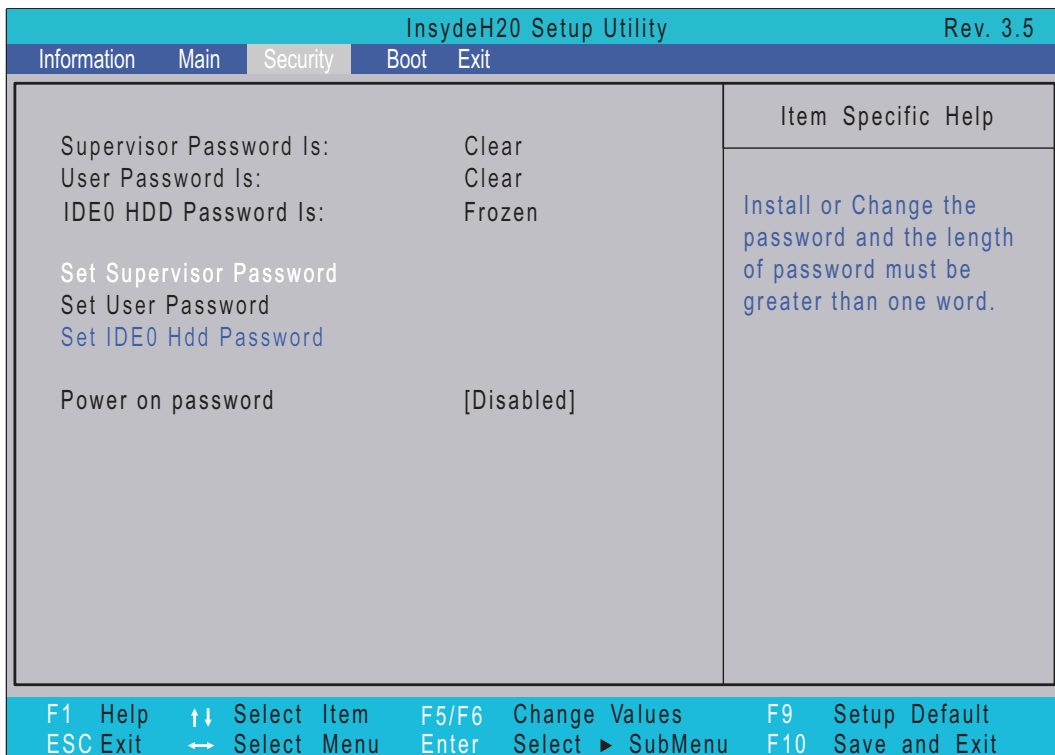 InsydeH20 Setup Utility Rev. 3.5
Information Main Security Boot Exit
Supervisor Password Is: Clear
User Password Is: Clear
IDE0 HDD Password Is: Frozen
Set Supervisor Password
Set User Password
Set IDE0 Hdd Password
Power on password [Disabled]
Item Specific Help
Install or Change the
password and the length
of password must be
greater than one word.
F1 Help ↑↓ Select Item F5/F6 Change Values F9 Setup Default
ESC Exit ↔ Select Menu Enter Select ► SubMenu F10 Save and Exit